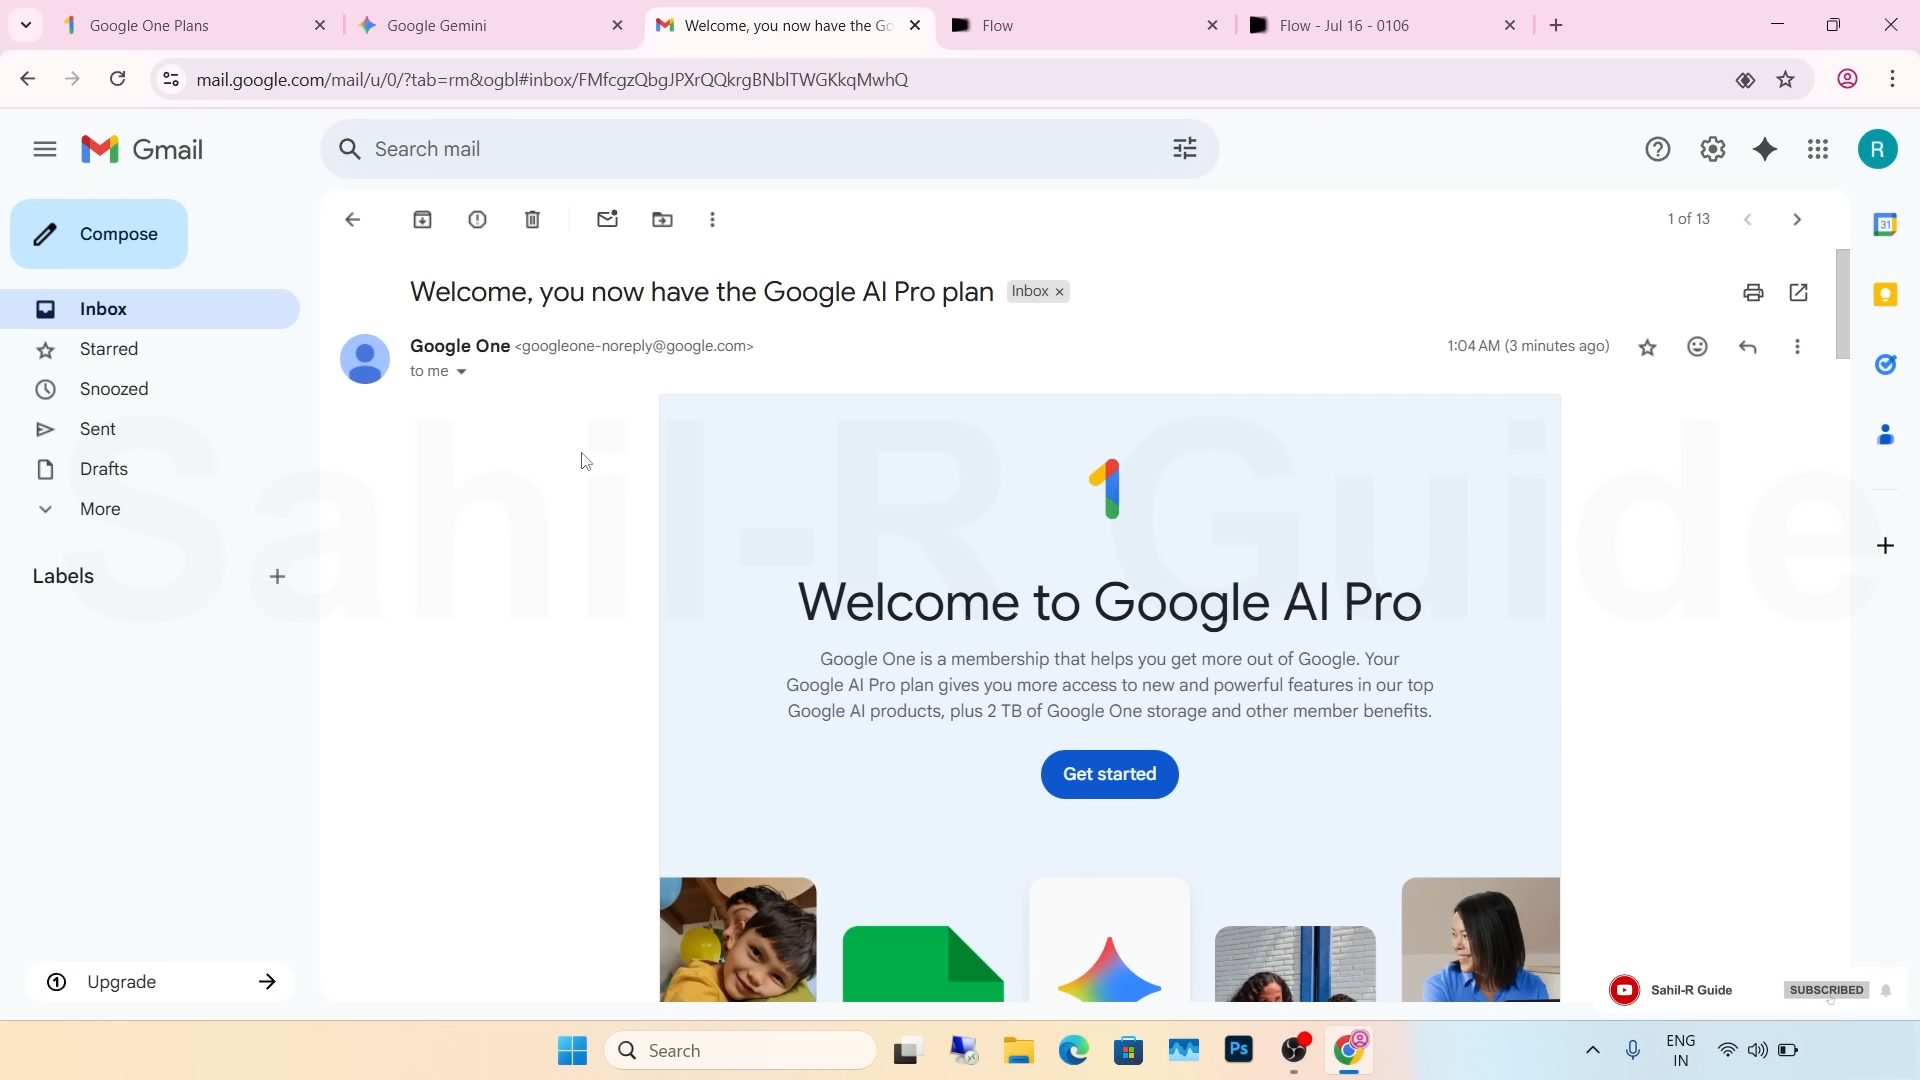 Google One Plans
Google Gemini
Welcome, you now have the Go
Flow
Flow - Jul 16 - 0106
mail.google.com/mail/u/0/?tab=rm&ogbl#inbox/FMfcgzQbgJPXrQQkrgBNblTWGKkqMwhQ
Gmail
Search mail
R
Compose
1 of 13
Inbox
Starred
Snoozed
Sent
Drafts
More
Labels
Upgrade
Welcome, you now have the Google AI Pro plan
Inbox
Google One <googleone-noreply@google.com>
1:04 AM (3 minutes ago)
to me
Sahil-R Guide
Welcome to Google AI Pro
Google One is a membership that helps you get more out of Google. Your
Google AI Pro plan gives you more access to new and powerful features in our top
Google AI products, plus 2 TB of Google One storage and other member benefits.
Get started
31
Sahil-R Guide
SUBSCRIBED
Search
Ps
ENG
IN